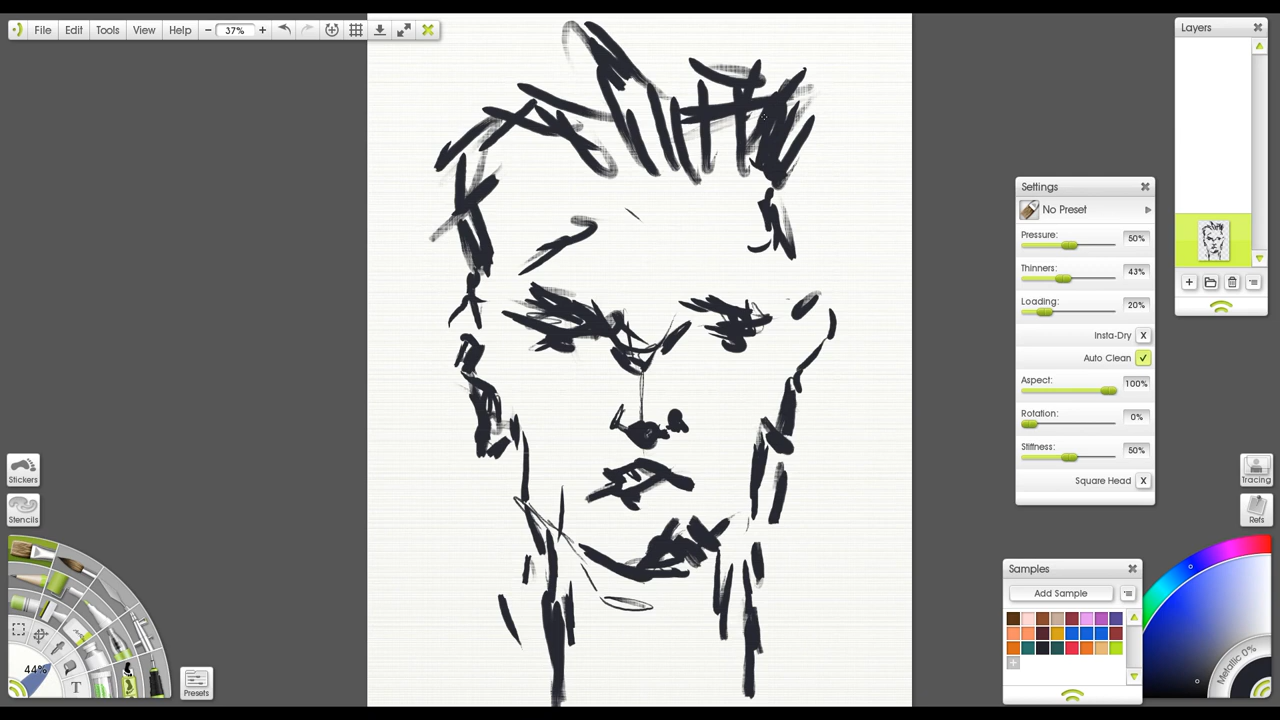 File Edit Tools View Help − 37% +
Layers
Settings
No Preset
Pressure: 50%
Thinners: 43%
Loading: 20%
Insta-Dry X
Auto Clean ✓
Aspect: 100%
Rotation: 0%
Stiffness: 50%
Square Head X
Stickers
Stencils
Tracing
Refs
Samples
Add Sample
Metallic 0%
44%
T
Presets